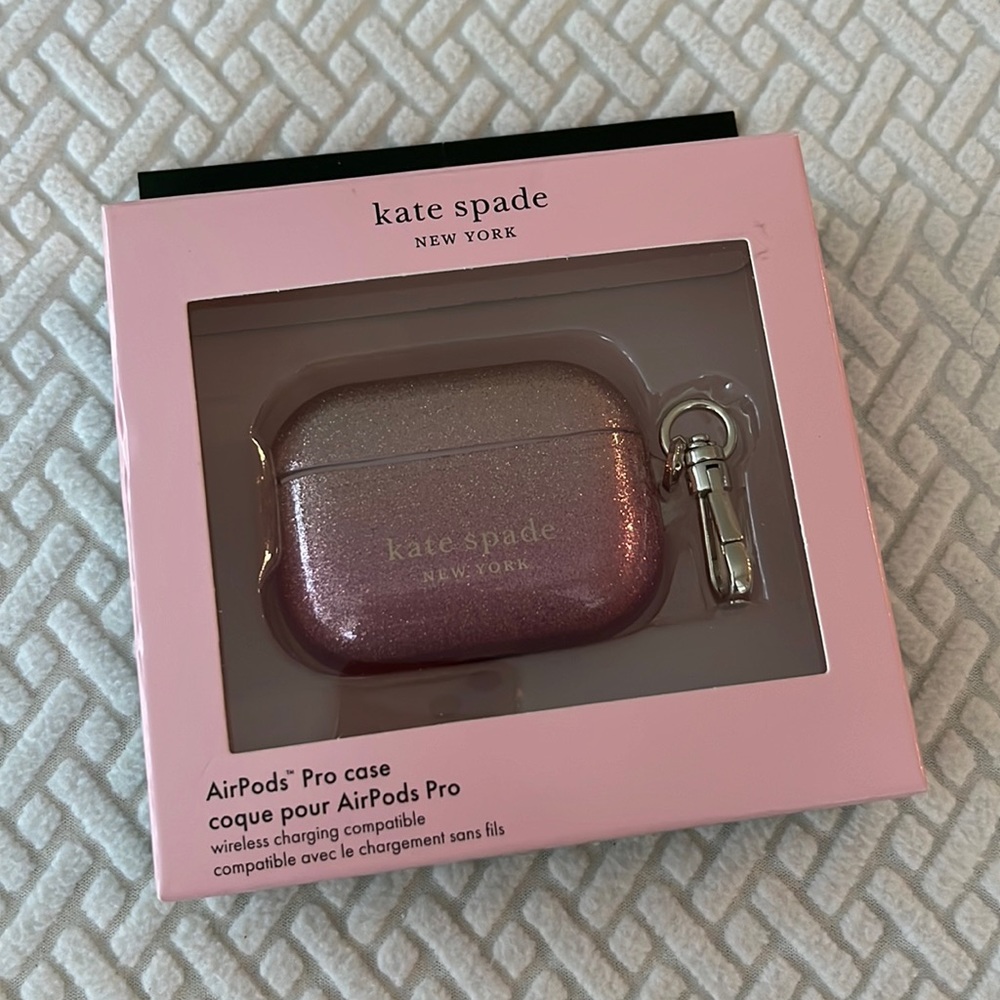 kate spade
NEW YORK
kate spade
NEW YORK
AirPods™ Pro case
coque pour AirPods Pro
wireless charging compatible
compatible avec le chargement sans fils